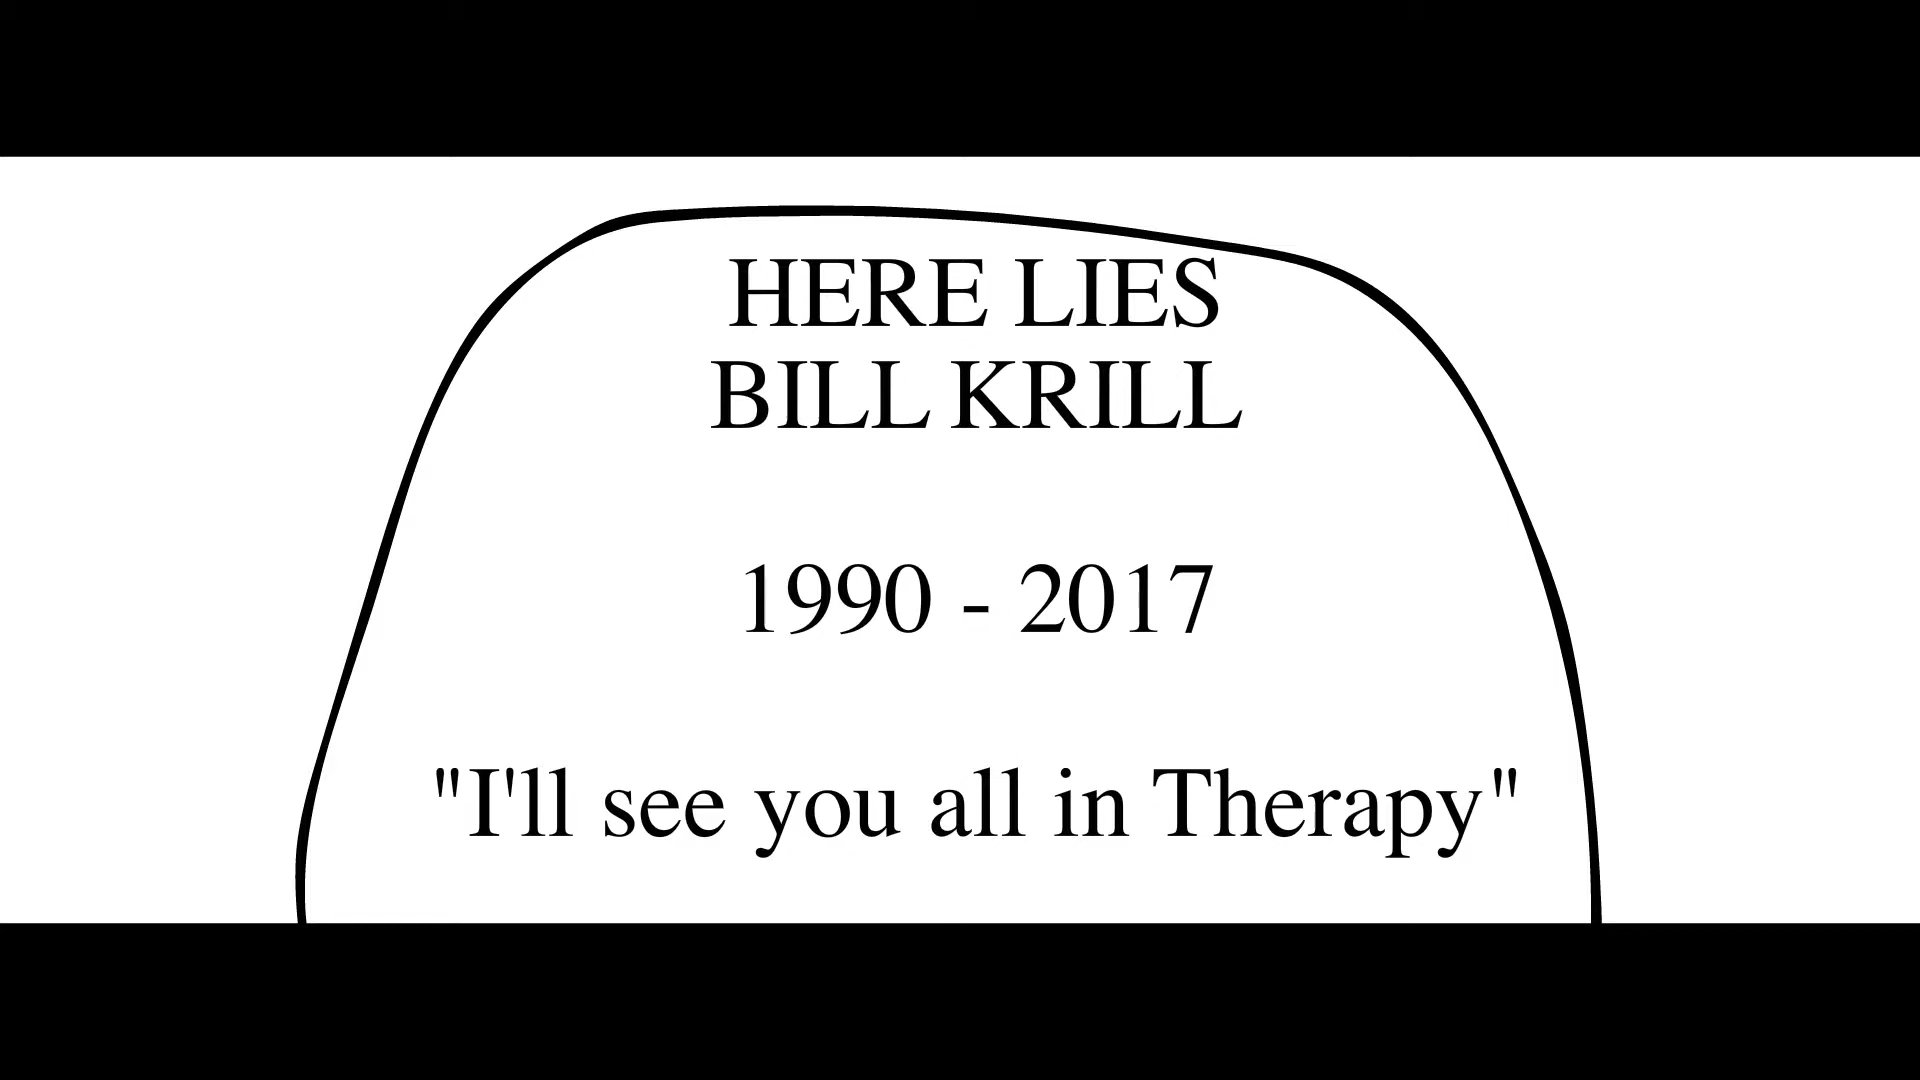 HERE LIES
BILL KRILL
1990 - 2017
"I'll see you all in Therapy"